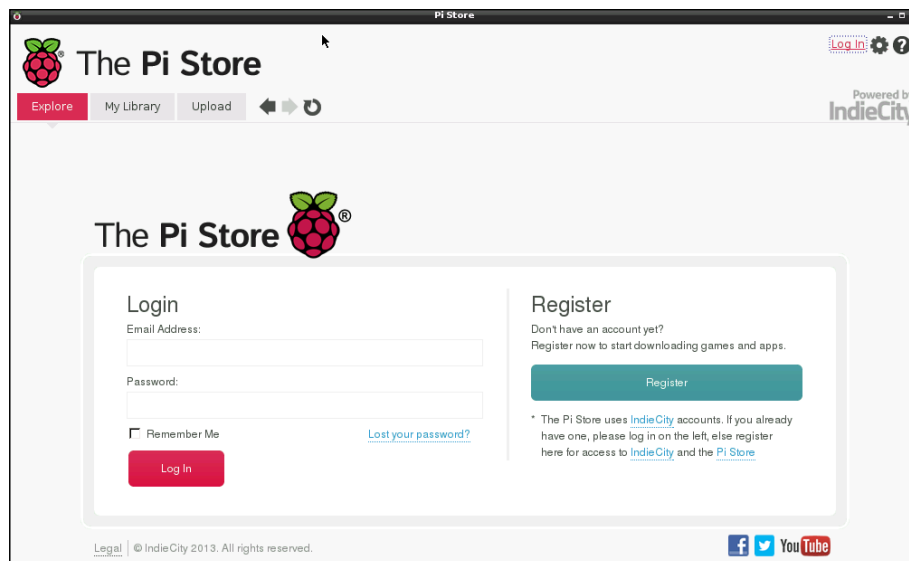 Pi Store
The Pi Store
Log In
Explore
My Library
Upload
Powered by
IndieCity
The Pi Store®
Login
Email Address:
Password:
Remember Me
Lost your password?
Log In
Register
Don't have an account yet?
Register now to start downloading games and apps.
Register
* The Pi Store uses IndieCity accounts. If you already
have one, please log in on the left, else register
here for access to IndieCity and the Pi Store
Legal | © IndieCity 2013. All rights reserved.
You Tube